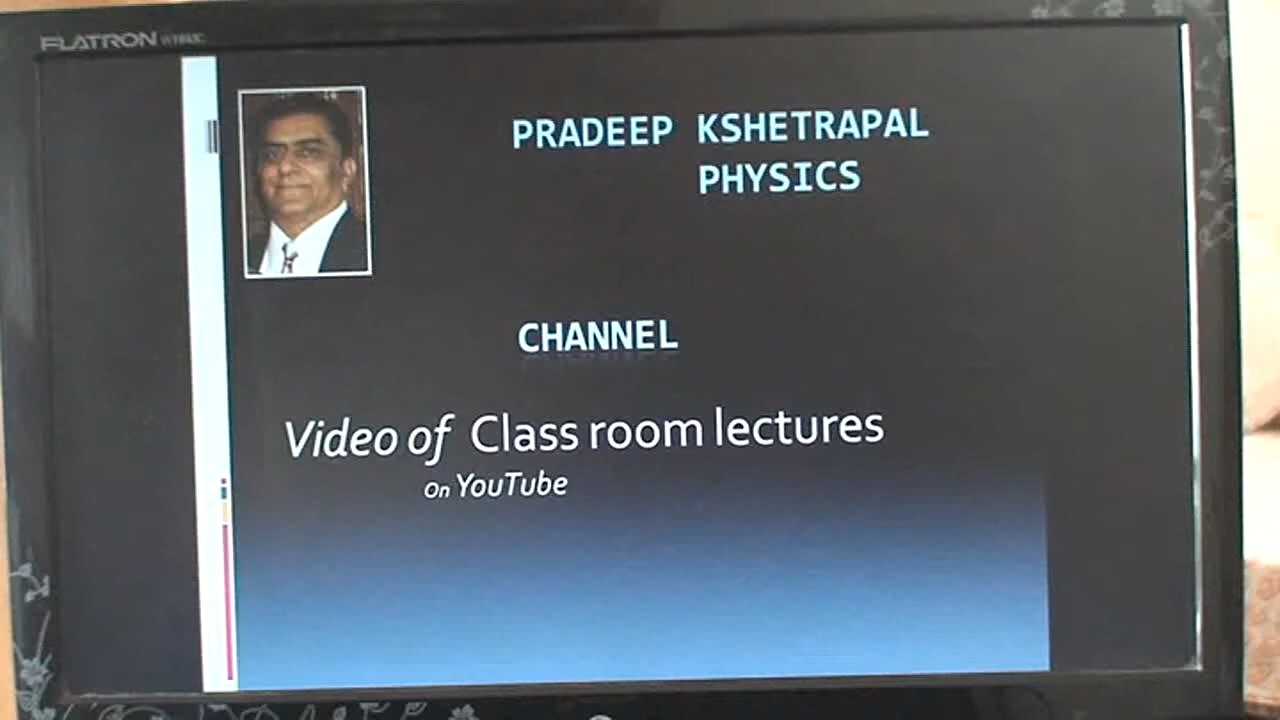 FLATRON
PRADEEP KSHETRAPAL
PHYSICS
CHANNEL
Video of Class room lectures
On YouTube